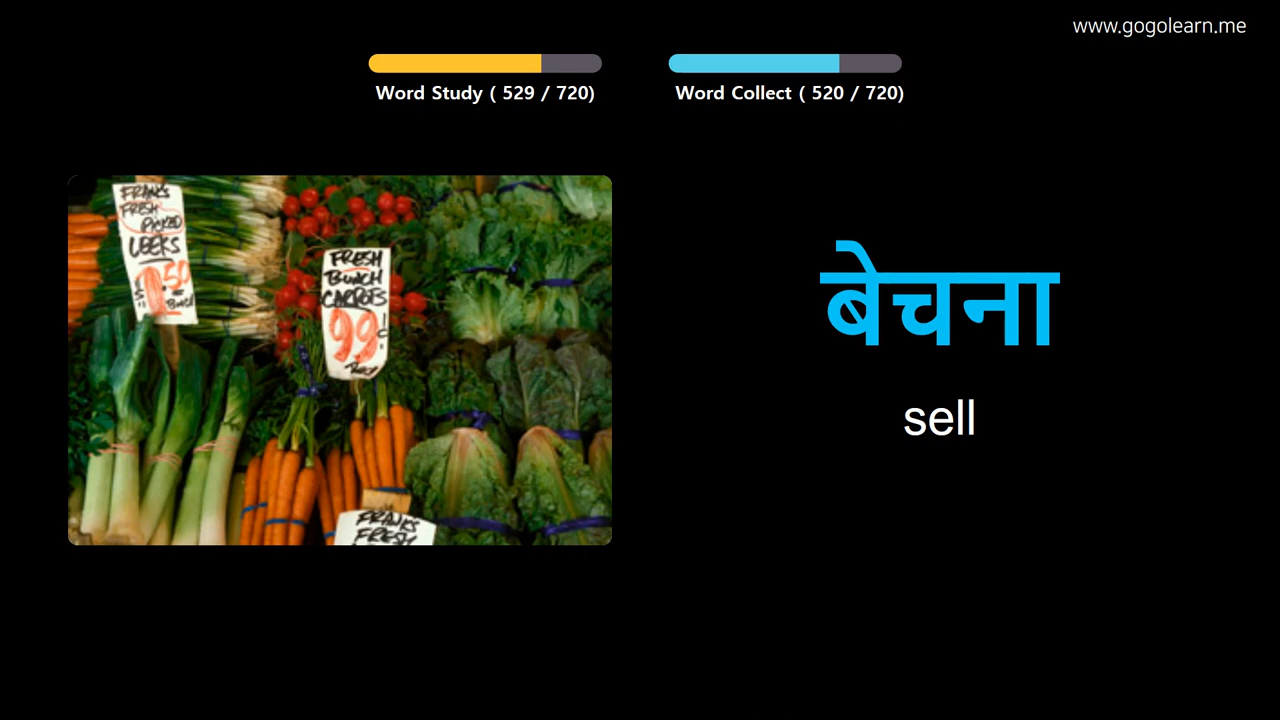 www.gogolearn.me
Word Study ( 529 / 720)
Word Collect ( 520 / 720)
FRANKS
FRESH
PICKED
LEEKS
FRESH
BUNCH
CARROTS
99¢
FRANKS
FRESH
बेचना
sell